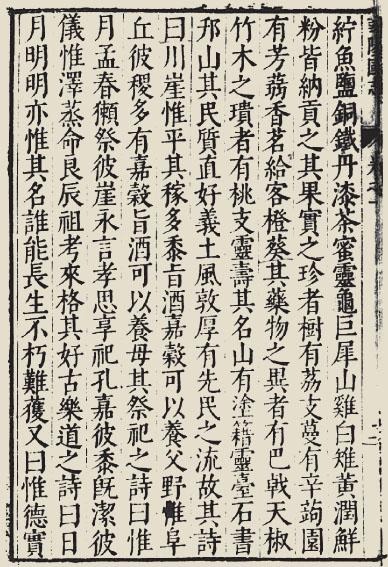 紵魚鹽銅鐵丹漆茶蜜靈龜巨犀山雞白雉黃潤鮮
粉皆納貢之其果實之珍者樹有荔支蔓有辛蒟園
有芳蒻香茗給客橙葵其藥物之異者有巴戟天椒
竹木之璝者有桃支靈壽其名山有塗籍靈臺石書
刋山其民質直好義土風敦厚有先民之流故其詩
曰川崖惟平其稼多黍旨酒嘉穀可以養父野惟阜
丘彼稷多有嘉穀旨酒可以養母其祭祀之詩曰惟
月孟春獺祭彼崖永言孝思享祀孔嘉彼黍旣潔彼
儀惟澤蒸命良辰祖考來格其好古樂道之詩曰日
月明明亦惟其名誰能長生不朽難獲又曰惟德實